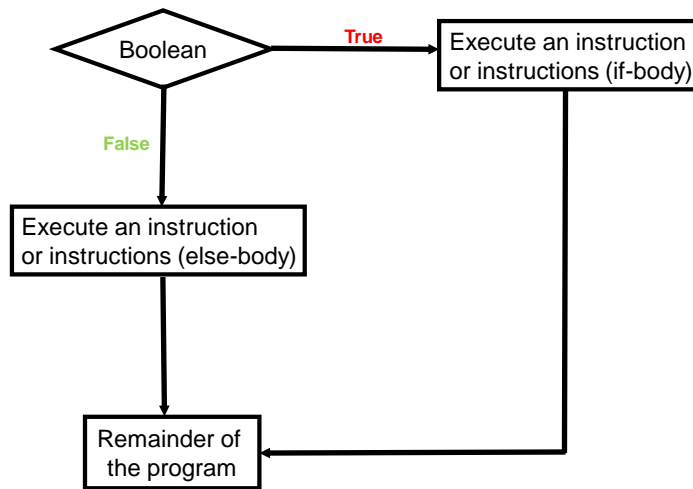 Boolean
True
Execute an instruction
or instructions (if-body)
False
Execute an instruction
or instructions (else-body)
Remainder of
the program